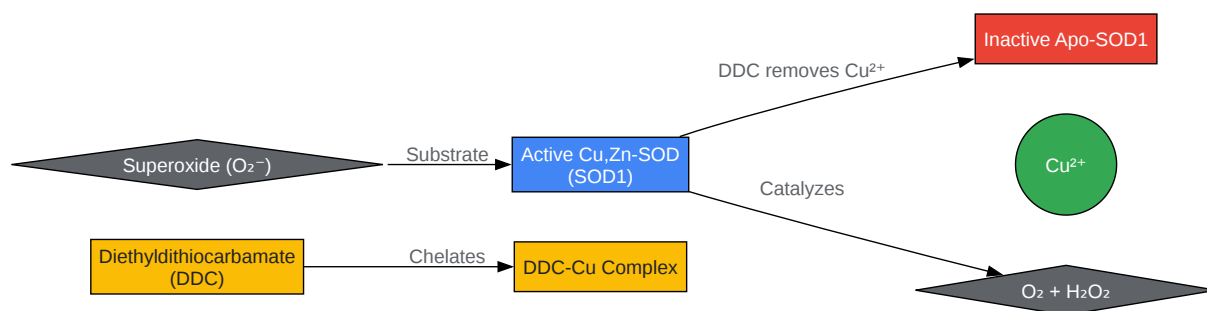 Inactive Apo-SOD1
DDC removes Cu²⁺
Superoxide (O₂⁻)
Substrate
Active Cu,Zn-SOD
(SOD1)
Cu²⁺
Catalyzes
Diethyldithiocarbamate
(DDC)
Chelates
DDC-Cu Complex
O₂ + H₂O₂